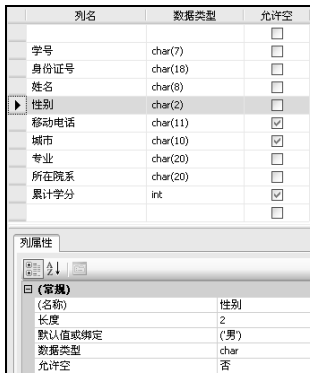 列名 数据类型 允许空
学号 char(7)
身份证号 char(18)
姓名 char(8)
性别 char(2)
移动电话 char(11)
城市 char(10)
专业 char(20)
所在院系 char(20)
累计学分 int
列属性
(常规)
(名称) 性别
长度 2
默认值或绑定 ('男')
数据类型 char
允许空 否